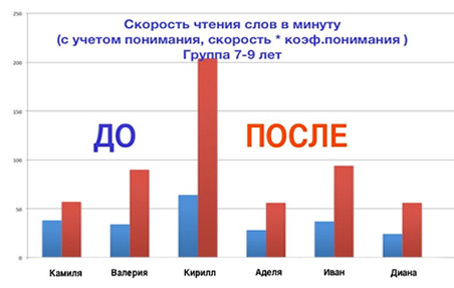 Скорость чтения слов в минуту
(с учетом понимания, скорость * коэф.понимания )
Группа 7-9 лет
250
200
150
100
50
0
ДО
ПОСЛЕ
Камиля Валерия Кирилл Аделя Иван Диана